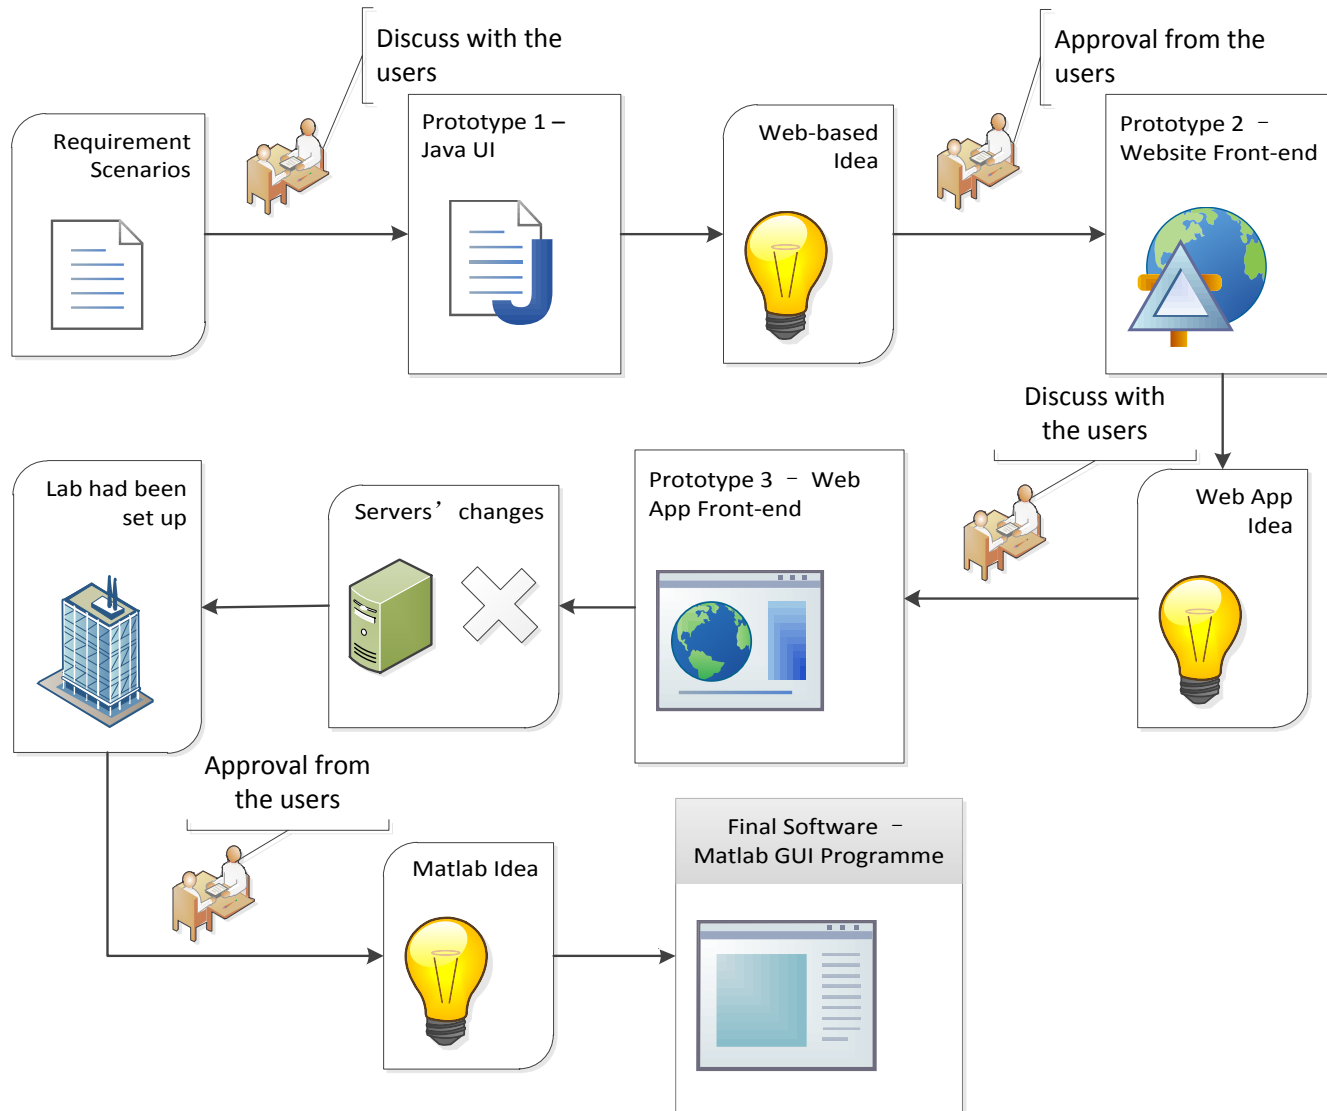 Discuss with the
users
Approval from the
users
Requirement
Scenarios
Prototype 1 –
Java UI
Web-based
Idea
Prototype 2 –
Website Front-end
Discuss with
the users
Lab had been
set up
Servers’ changes
Prototype 3 – Web
App Front-end
Web App
Idea
Approval from
the users
Matlab Idea
Final Software –
Matlab GUI Programme